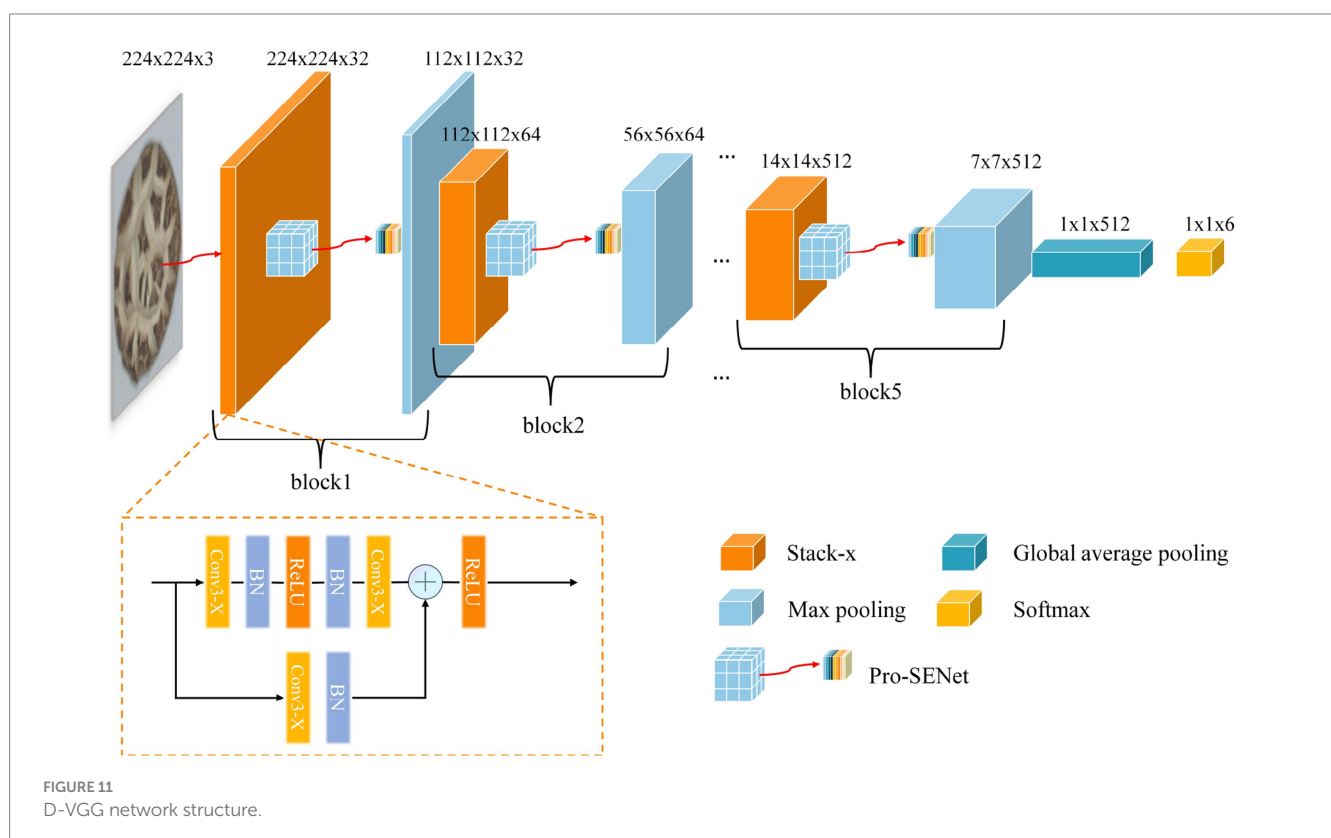 224x224x3
224x224x32
112x112x32
112x112x64
56x56x64
...
14x14x512
7x7x512
1x1x512
1x1x6
...
...
block1
block2
block5
Conv3-X
BN
ReLU
BN
Conv3-X
ReLU
Conv3-X
BN
Stack-x
Global average pooling
Max pooling
Softmax
Pro-SENet
FIGURE 11
D-VGG network structure.